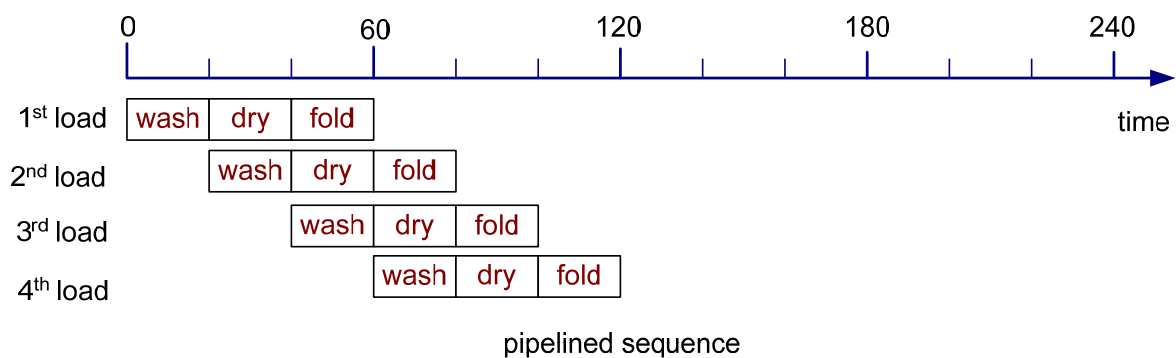 0 60 120 180 240
time
1st load wash dry fold
2nd load wash dry fold
3rd load wash dry fold
4th load wash dry fold
pipelined sequence